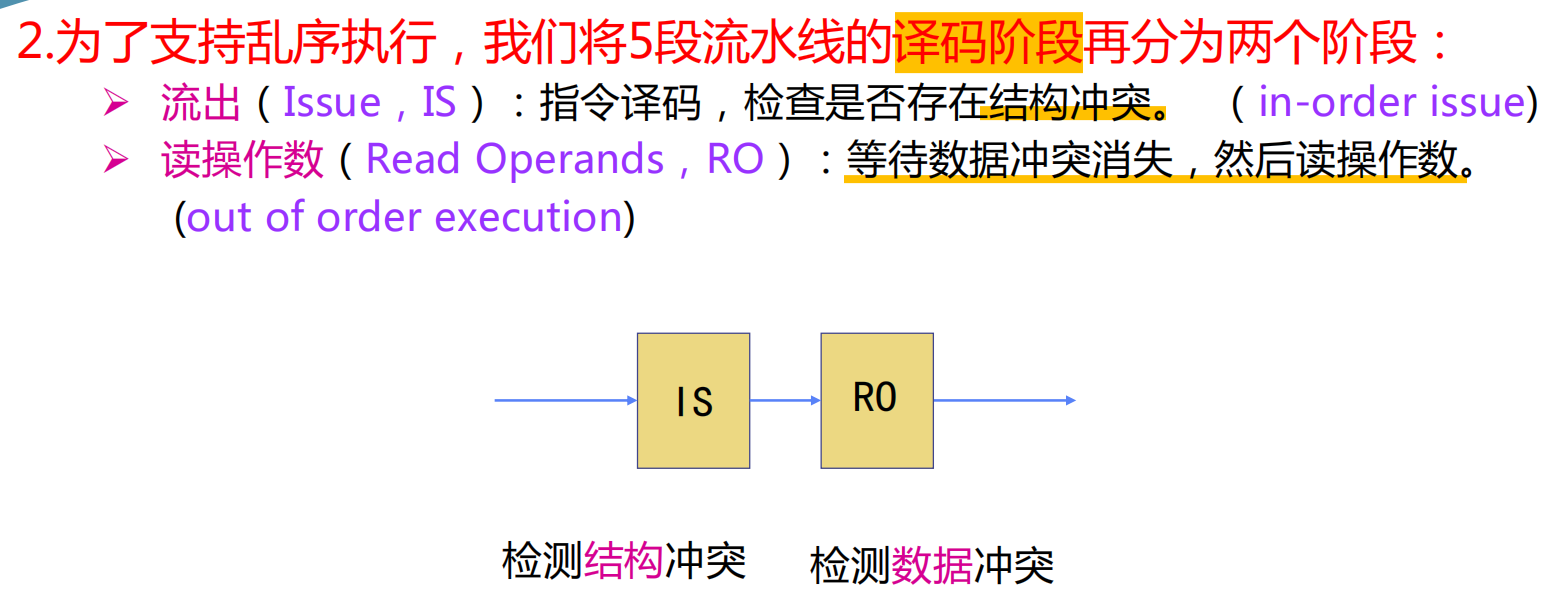 2.为了支持乱序执行，我们将5段流水线的译码阶段再分为两个阶段：
➢ 流出（Issue，IS）：指令译码，检查是否存在结构冲突。 （in-order issue)
➢ 读操作数（Read Operands，RO）：等待数据冲突消失，然后读操作数。
(out of order execution)
IS RO
检测结构冲突 检测数据冲突